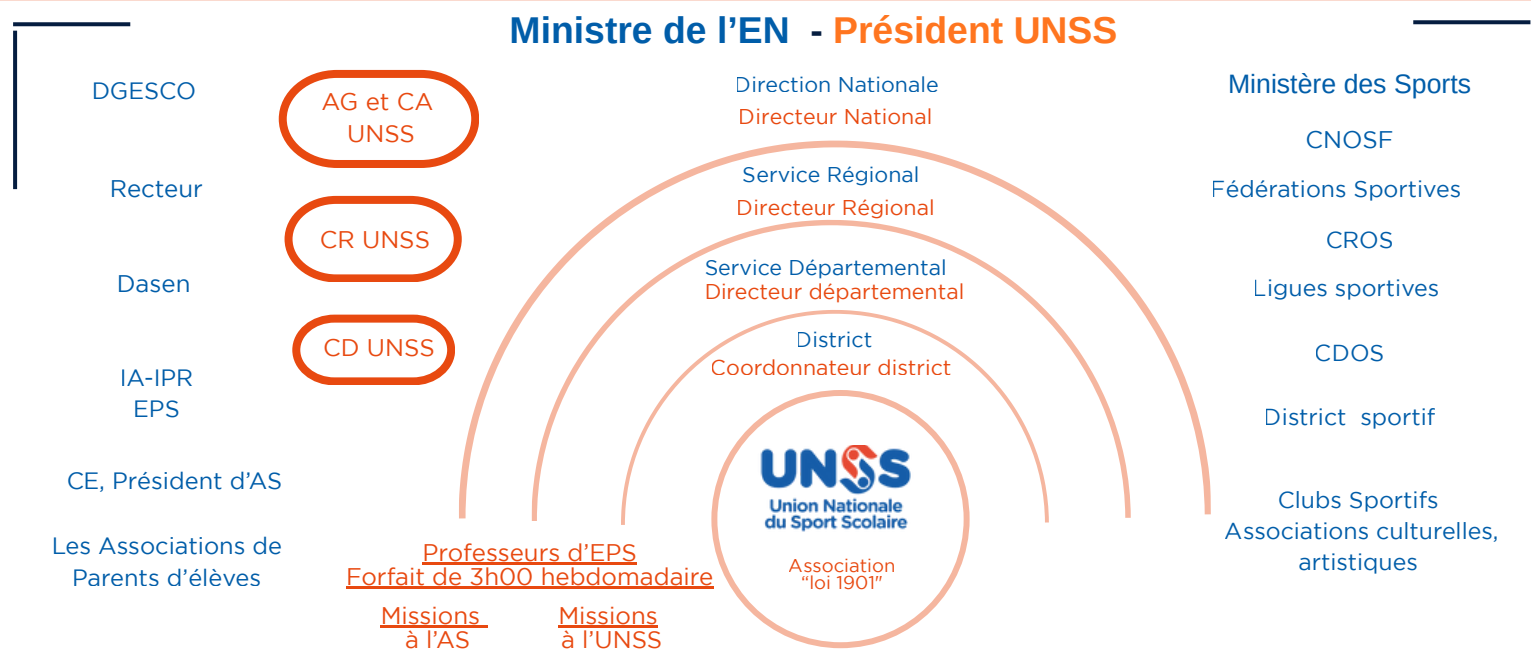 Ministre de l'EN - Président UNSS
DGESCO
Recteur
Dasen
IA-IPR
EPS
CE, Président d'AS
Les Associations de
Parents d'élèves
AG et CA
UNSS
CR UNSS
CD UNSS
Direction Nationale
Directeur National
Service Régional
Directeur Régional
Service Départemental
Directeur départemental
District
Coordonnateur district
UNSS
Union Nationale
du Sport Scolaire
Association
“loi 1901"
Professeurs d'EPS
Forfait de 3h00 hebdomadaire
Missions
à l'AS
Missions
à l'UNSS
Ministère des Sports
CNOSF
Fédérations Sportives
CROS
Ligues sportives
CDOS
District sportif
Clubs Sportifs
Associations culturelles,
artistiques